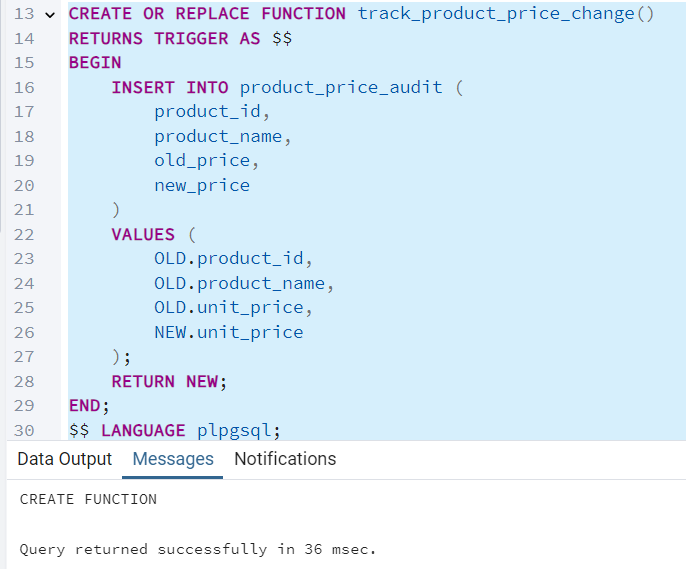 13 CREATE OR REPLACE FUNCTION track_product_price_change()
14 RETURNS TRIGGER AS $$
15 BEGIN
16     INSERT INTO product_price_audit (
17         product_id,
18         product_name,
19         old_price,
20         new_price
21     )
22     VALUES (
23         OLD.product_id,
24         OLD.product_name,
25         OLD.unit_price,
26         NEW.unit_price
27     );
28     RETURN NEW;
29 END;
30 $$ LANGUAGE plpgsql;
Data Output Messages Notifications
CREATE FUNCTION
Query returned successfully in 36 msec.